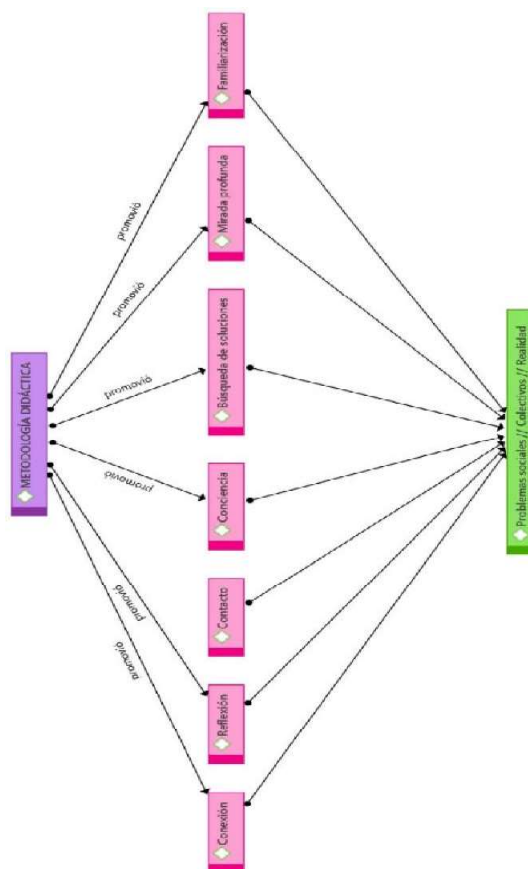 METODOLOGÍA DIDÁCTICA
promovió
promovió
promovió
promovió
promovió
promovió
Conexión
Reflexión
Contacto
Conciencia
Búsqueda de soluciones
Mirada profunda
Familiarización
Problemas sociales // Colectivos // Realidad